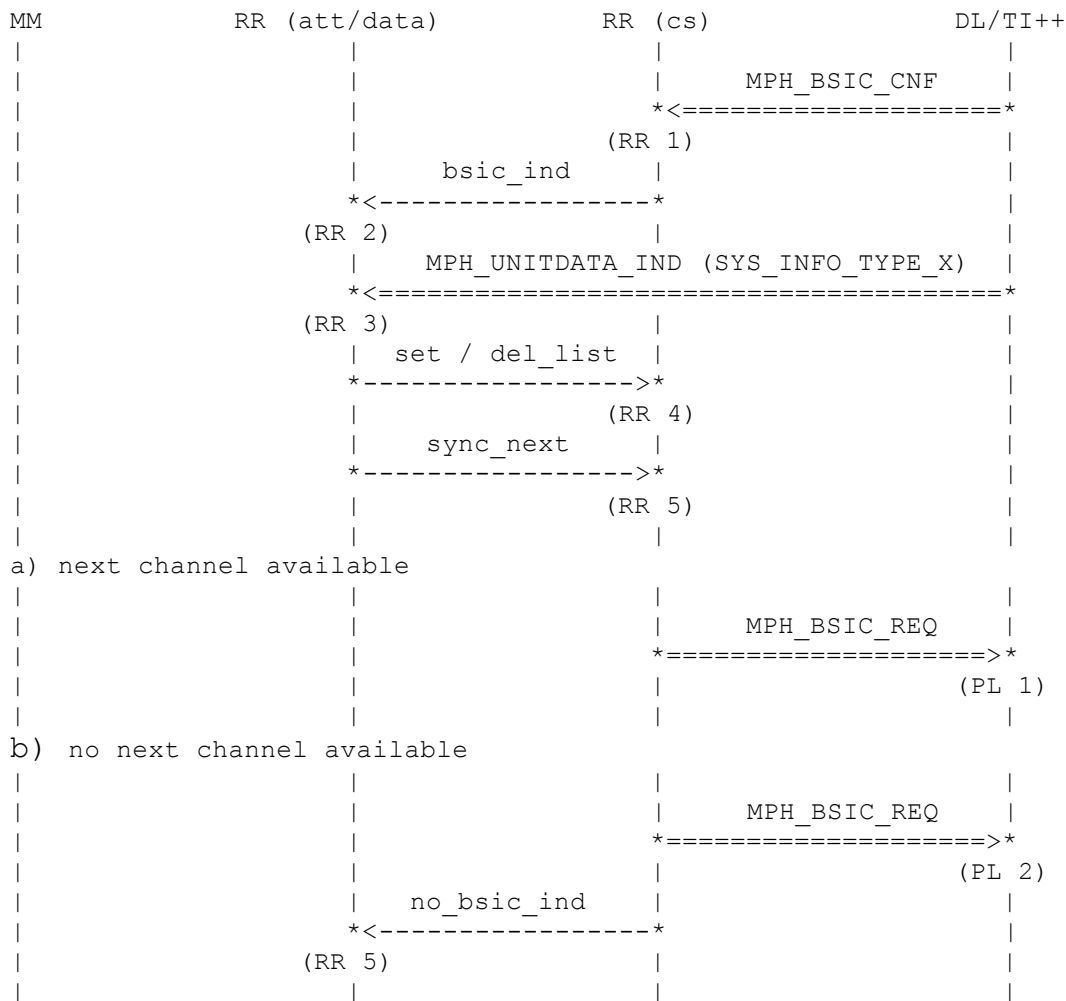 MM RR (att/data) RR (cs) DL/TI++
| | | |
| | | MPH_BSIC_CNF |
| | *<====================*
| | (RR 1) |
| | bsic_ind | |
| *<-----------------* |
| (RR 2) | |
| | MPH_UNITDATA_IND (SYS_INFO_TYPE_X) |
| *<=======================================*
| (RR 3) | |
| | set / del_list | |
| *----------------->* |
| | (RR 4) |
| | sync_next | |
| *----------------->* |
| | (RR 5) |
| | | |
a) next channel available
| | | |
| | | MPH_BSIC_REQ |
| | *====================>*
| | | (PL 1)
| | | |
b) no next channel available
| | | |
| | | MPH_BSIC_REQ |
| | *====================>*
| | | (PL 2)
| | no_bsic_ind | |
| *<-----------------* |
| (RR 5) | |
| | | |